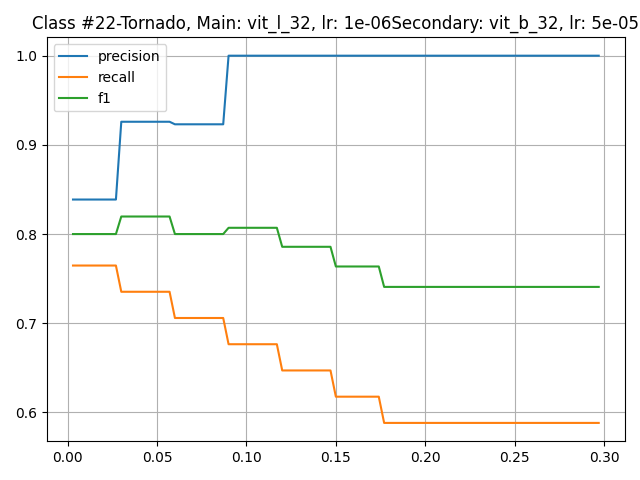 Class #22-Tornado, Main: vit_l_32, lr: 1e-06Secondary: vit_b_32, lr: 5e-05
precision
recall
f1
1.0
0.9
0.8
0.7
0.6
0.00 0.05 0.10 0.15 0.20 0.25 0.30